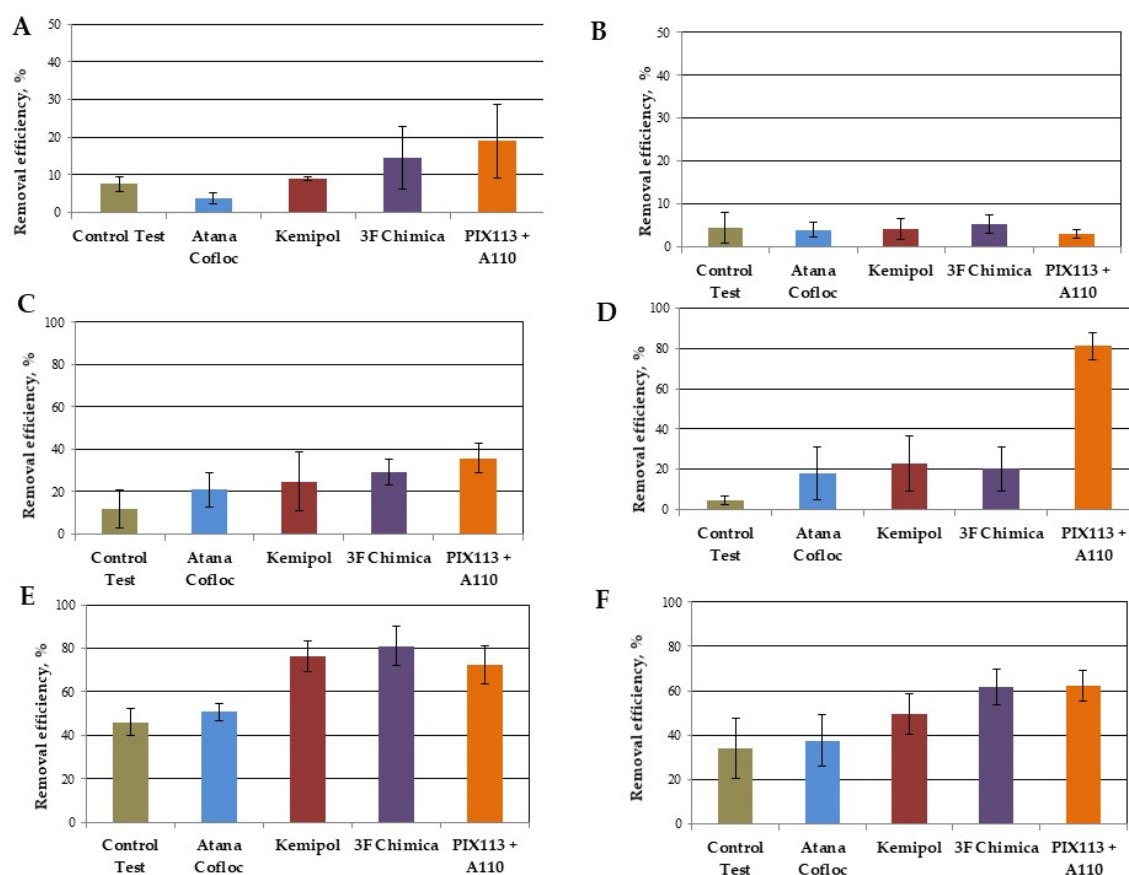 A
Removal efficiency, %
50
40
30
20
10
0
Control Test
Atana
Cofloc
Kemipol
3F Chimica
PIX113 +
A110
B
Removal efficiency, %
50
40
30
20
10
0
Control
Test
Atana
Cofloc
Kemipol
3F Chimica
PIX113 +
A110
C
Removal efficiency, %
100
80
60
40
20
0
Control
Test
Atana
Cofloc
Kemipol
3F Chimica
PIX113 +
A110
D
Removal efficiency, %
100
80
60
40
20
0
Control
Test
Atana
Cofloc
Kemipol
3F Chimica
PIX113 +
A110
E
Removal efficiency, %
100
80
60
40
20
0
Control
Test
Atana
Cofloc
Kemipol
3F Chimica
PIX113 +
A110
F
Removal efficiency, %
100
80
60
40
20
0
Control
Test
Atana
Cofloc
Kemipol
3F Chimica
PIX113 +
A110